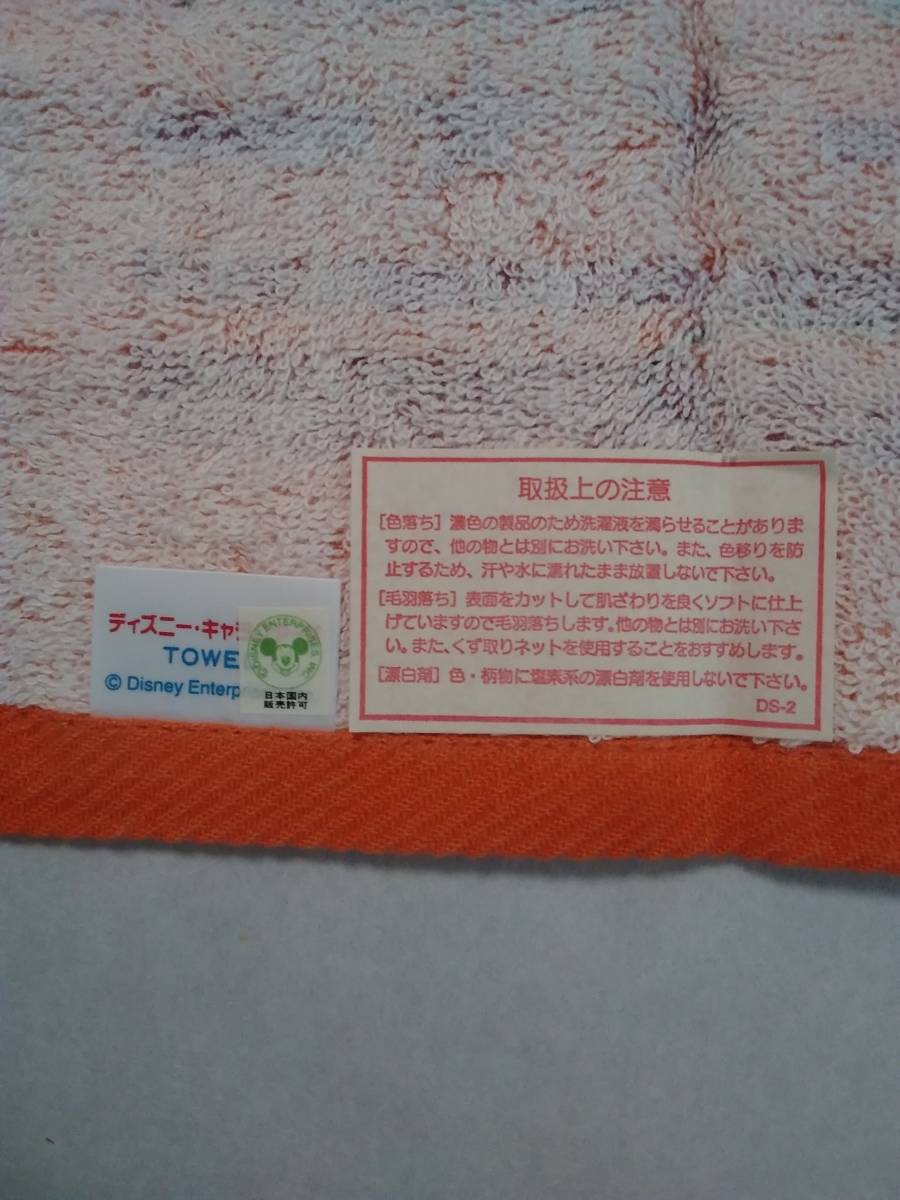 取扱上の注意
[色落ち] 濃色の製品のため洗濯液を濁らせることがありま
すので、他の物とは別にお洗い下さい。また、色移りを防
止するため、汗や水に濡れたまま放置しないで下さい。
[毛羽落ち] 表面をカットして肌ざわりを良くソフトに仕上
げていますので毛羽落ちします。他の物とは別にお洗い下さ
い。また、くず取りネットを使用することをおすすめします。
[漂白剤] 色・柄物に塩素系の漂白剤を使用しないで下さい。
DS-2
ディズニー・キャ
TOWE
© Disney Enterp
©DISNEY ENTERPRISES INC.
日本国内
販売許可